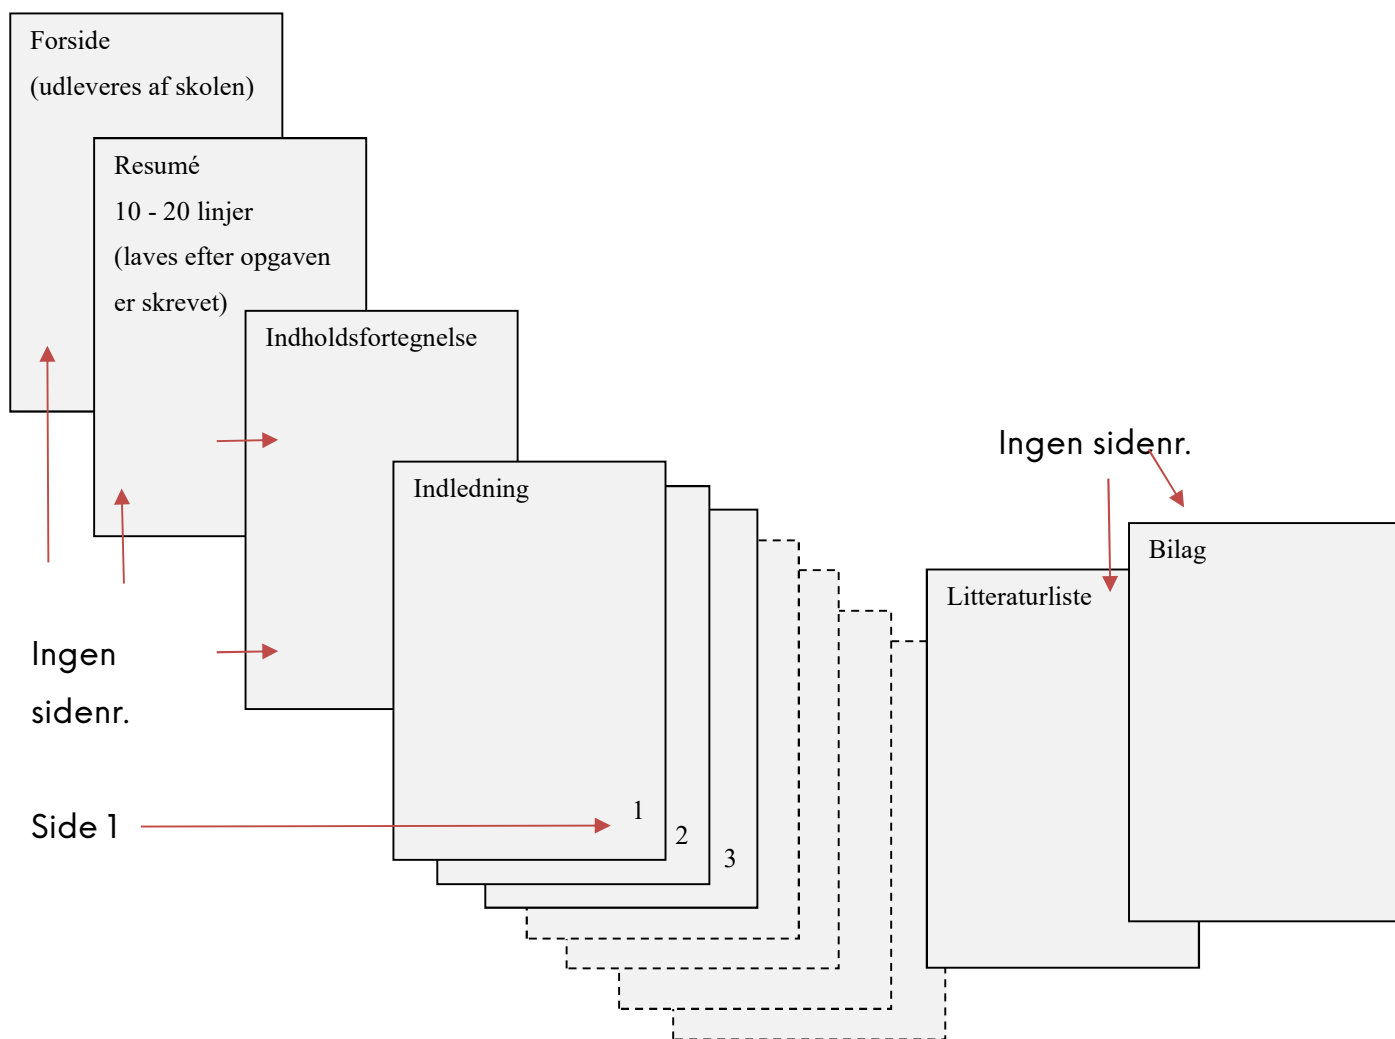 Forside
(udleveres af skolen)
Resumé
10 - 20 linjer
(laves efter opgaven
er skrevet)
Indholdsfortegnelse
Ingen sidenr.
Indledning
Bilag
Litteraturliste
Ingen
sidenr.
Side 1
1
2
3